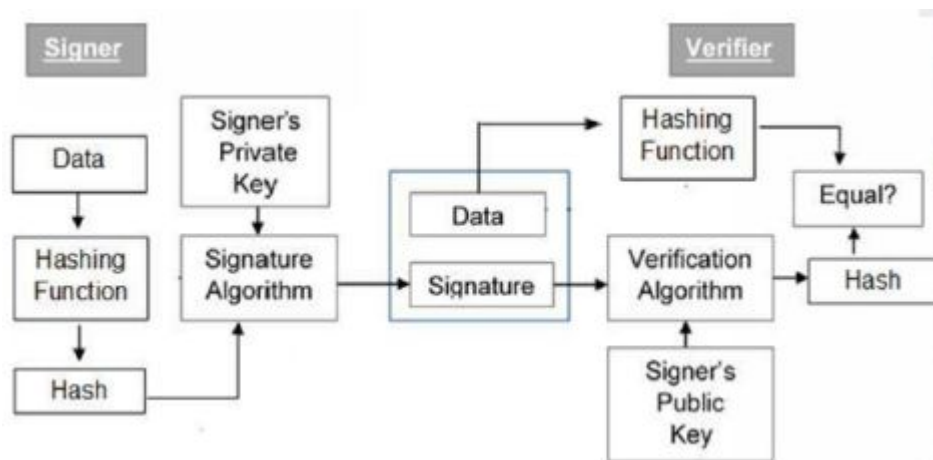 Signer
Verifier
Data
Hashing
Function
Hash
Signer's
Private
Key
Signature
Algorithm
Data
Signature
Hashing
Function
Verification
Algorithm
Signer's
Public
Key
Equal?
Hash